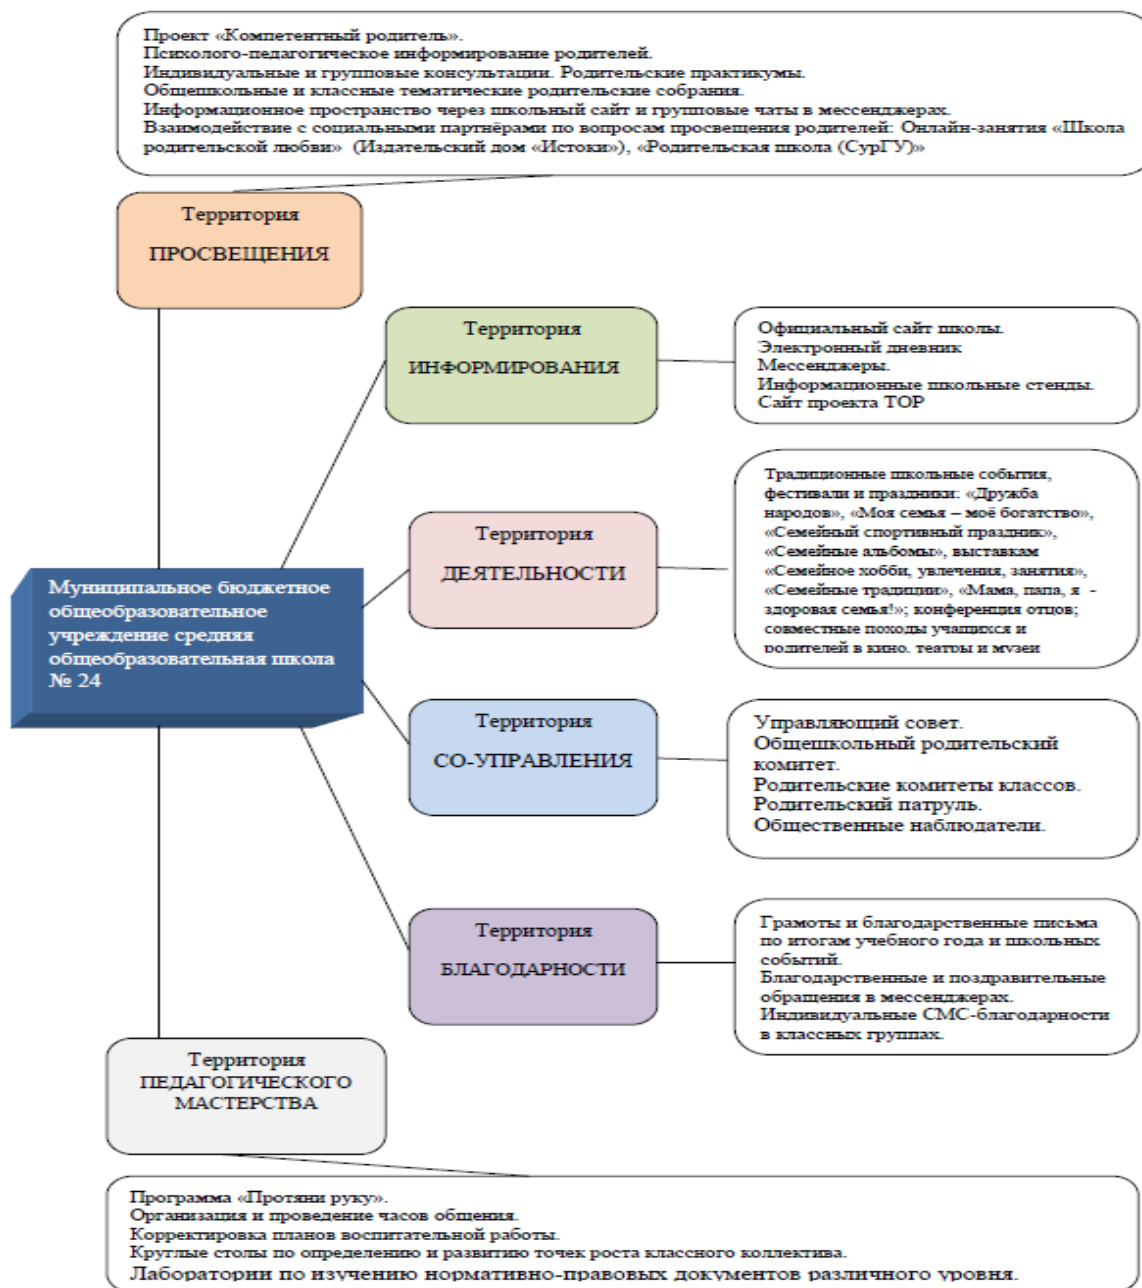 Проект «Компетентный родитель».
Психолого-педагогическое информирование родителей.
Индивидуальные и групповые консультации. Родительские практикумы.
Общешкольные и классные тематические родительские собрания.
Информационное пространство через школьный сайт и групповые чаты в мессенджерах.
Взаимодействие с социальными партнёрами по вопросам просвещения родителей: Онлайн-занятия «Школа
родительской любви»  (Издательский дом «Истоки»), «Родительская школа (СурГУ)»
Территория
ПРОСВЕЩЕНИЯ
Территория
ИНФОРМИРОВАНИЯ
Официальный сайт школы.
Электронный дневник
Мессенджеры.
Информационные школьные стенды.
Сайт проекта ТОР
Территория
ДЕЯТЕЛЬНОСТИ
Традиционные школьные события,
фестивали и праздники: «Дружба
народов», «Моя семья – моё богатство»,
«Семейный спортивный праздник»,
«Семейные альбомы», выставкам
«Семейное хобби, увлечения, занятия»,
«Семейные традиции», «Мама, папа, я  -
здоровая семья!»; конференция отцов;
совместные походы учащихся и
родителей в кино, театры и музеи
Муниципальное бюджетное
общеобразовательное
учреждение средняя
общеобразовательная школа
№ 24
Территория
СО-УПРАВЛЕНИЯ
Управляющий совет.
Общешкольный родительский
комитет.
Родительские комитеты классов.
Родительский патруль.
Общественные наблюдатели.
Территория
БЛАГОДАРНОСТИ
Грамоты и благодарственные письма
по итогам учебного года и школьных
событий.
Благодарственные и поздравительные
обращения в мессенджерах.
Индивидуальные СМС-благодарности
в классных группах.
Территория
ПЕДАГОГИЧЕСКОГО
МАСТЕРСТВА
Программа «Протяни руку».
Организация и проведение часов общения.
Корректировка планов воспитательной работы.
Круглые столы по определению и развитию точек роста классного коллектива.
Лаборатории по изучению нормативно-правовых документов различного уровня.